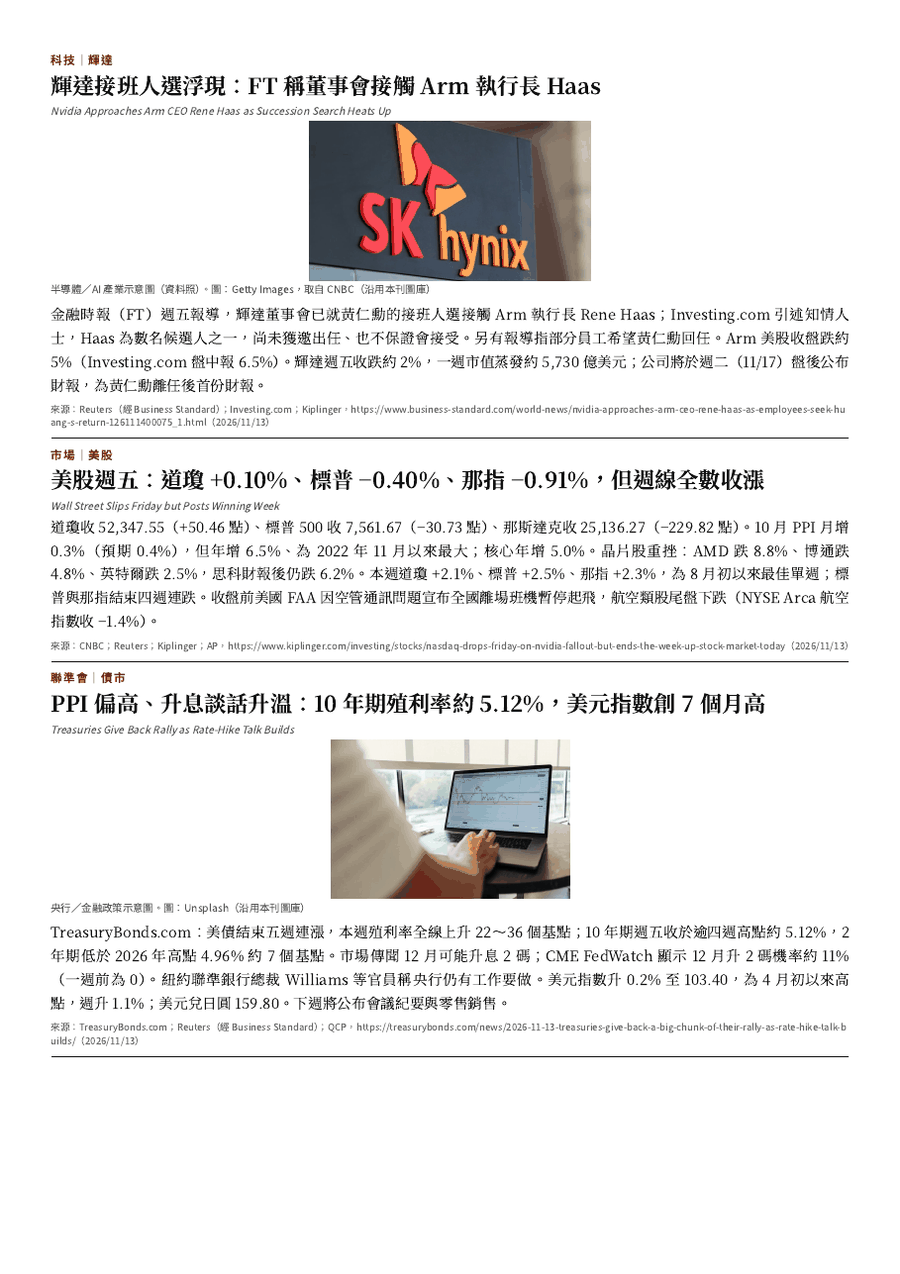 科技｜輝達
輝達接班人選浮現：FT 稱董事會接觸 Arm 執行長 Haas
Nvidia Approaches Arm CEO Rene Haas as Succession Search Heats Up
SK hynix
半導體／AI 產業示意圖（資料照）。圖：Getty Images，取自 CNBC（沿用本刊圖庫）
金融時報（FT）週五報導，輝達董事會已就黃仁勳的接班人選接觸 Arm 執行長 Rene Haas；Investing.com 引述知情人
士，Haas 為數名候選人之一，尚未獲邀出任、也不保證會接受。另有報導指部分員工希望黃仁勳回任。Arm 美股收盤跌約
5%（Investing.com 盤中報 6.5%）。輝達週五收跌約 2%，一週市值蒸發約 5,730 億美元；公司將於週二（11/17）盤後公布
財報，為黃仁勳離任後首份財報。
來源：Reuters（經 Business Standard）；Investing.com；Kiplinger，https://www.business-standard.com/world-news/nvidia-approaches-arm-ceo-rene-haas-as-employees-seek-hu
ang-s-return-126111400075_1.html（2026/11/13）
市場｜美股
美股週五：道瓊 +0.10%、標普 −0.40%、那指 −0.91%，但週線全數收漲
Wall Street Slips Friday but Posts Winning Week
道瓊收 52,347.55（+50.46 點）、標普 500 收 7,561.67（−30.73 點）、那斯達克收 25,136.27（−229.82 點）。10 月 PPI 月增
0.3%（預期 0.4%），但年增 6.5%、為 2022 年 11 月以來最大；核心年增 5.0%。晶片股重挫：AMD 跌 8.8%、博通跌
4.8%、英特爾跌 2.5%，思科財報後仍跌 6.2%。本週道瓊 +2.1%、標普 +2.5%、那指 +2.3%，為 8 月初以來最佳單週；標
普與那指結束四週連跌。收盤前美國 FAA 因空管通訊問題宣布全國離場班機暫停起飛，航空類股尾盤下跌（NYSE Arca 航空
指數收 −1.4%）。
來源：CNBC；Reuters；Kiplinger；AP，https://www.kiplinger.com/investing/stocks/nasdaq-drops-friday-on-nvidia-fallout-but-ends-the-week-up-stock-market-today（2026/11/13）
聯準會｜債市
PPI 偏高、升息談話升溫：10 年期殖利率約 5.12%，美元指數創 7 個月高
Treasuries Give Back Rally as Rate-Hike Talk Builds
央行／金融政策示意圖。圖：Unsplash（沿用本刊圖庫）
TreasuryBonds.com：美債結束五週連漲，本週殖利率全線上升 22～36 個基點；10 年期週五收於逾四週高點約 5.12%，2
年期低於 2026 年高點 4.96% 約 7 個基點。市場傳聞 12 月可能升息 2 碼；CME FedWatch 顯示 12 月升 2 碼機率約 11%
（一週前為 0）。紐約聯準銀行總裁 Williams 等官員稱央行仍有工作要做。美元指數升 0.2% 至 103.40，為 4 月初以來高
點，週升 1.1%；美元兌日圓 159.80。下週將公布會議紀要與零售銷售。
來源：TreasuryBonds.com；Reuters（經 Business Standard）；QCP，https://treasurybonds.com/news/2026-11-13-treasuries-give-back-a-big-chunk-of-their-rally-as-rate-hike-talk-b
uilds/（2026/11/13）